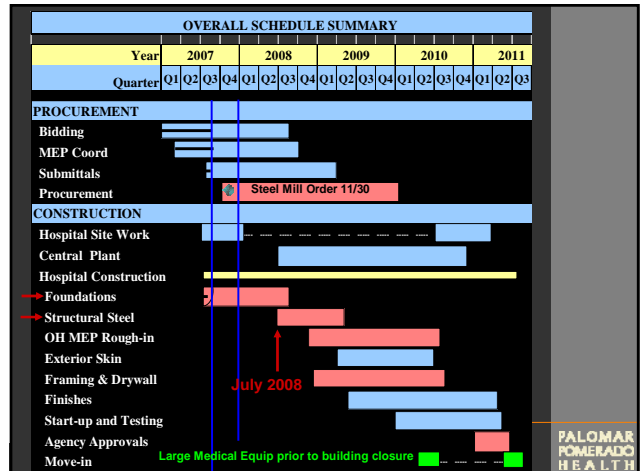 OVERALL SCHEDULE SUMMARY
Year 2007 2008 2009 2010 2011
Quarter Q1 Q2 Q3 Q4 Q1 Q2 Q3 Q4 Q1 Q2 Q3 Q4 Q1 Q2 Q3 Q4 Q1 Q2 Q3
PROCUREMENT
Bidding
MEP Coord
Submittals
Procurement Steel Mill Order 11/30
CONSTRUCTION
Hospital Site Work
Central Plant
Hospital Construction
Foundations
Structural Steel
OH MEP Rough-in
Exterior Skin
Framing & Drywall
July 2008
Finishes
Start-up and Testing
Agency Approvals
Move-in Large Medical Equip prior to building closure
PALOMAR
POMERADO
HEALTH